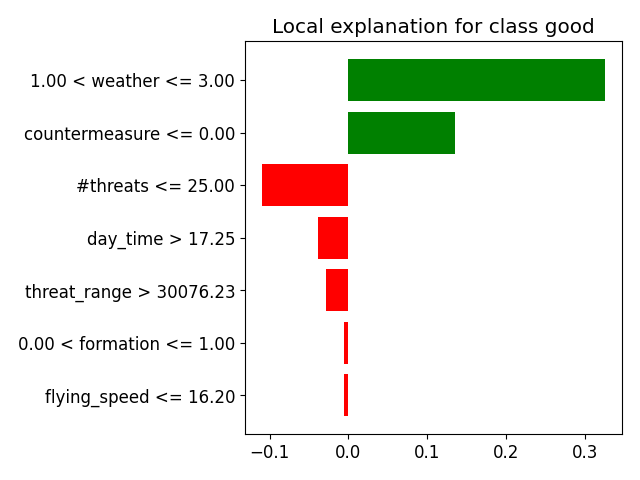 Local explanation for class good
1.00 < weather <= 3.00
countermeasure <= 0.00
#threats <= 25.00
day_time > 17.25
threat_range > 30076.23
0.00 < formation <= 1.00
flying_speed <= 16.20
−0.1 0.0 0.1 0.2 0.3